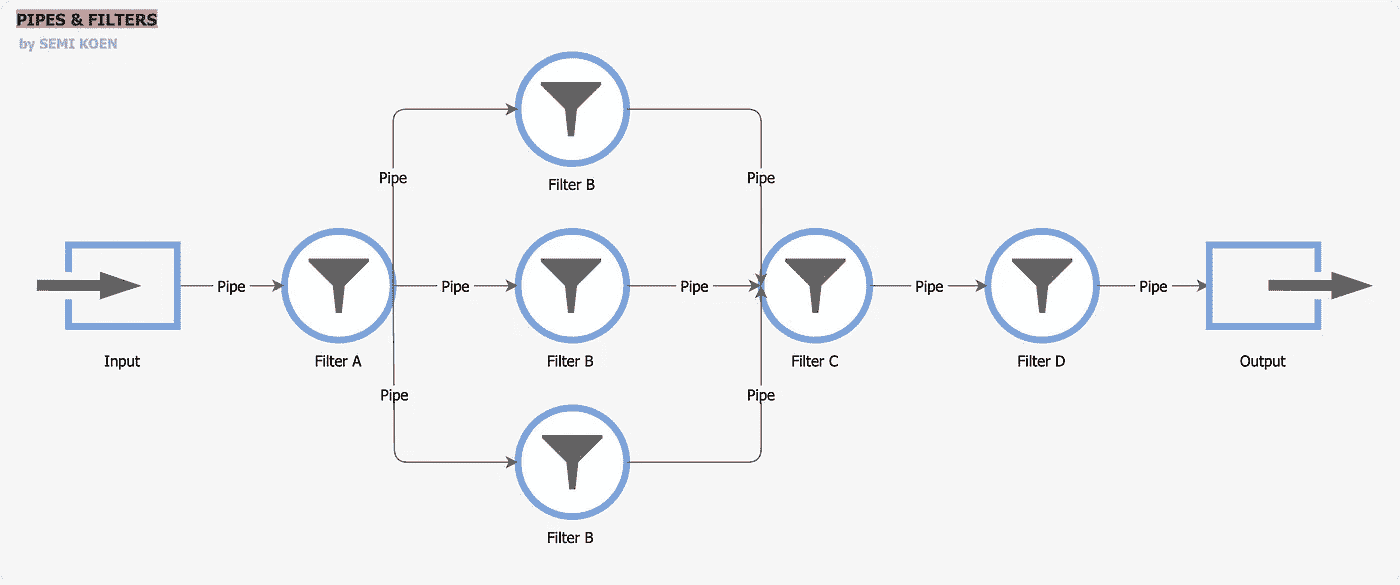 PIPES & FILTERS
by SEMI KOEN
Filter B
Pipe
Pipe
Input
Pipe
Filter A
Pipe
Filter B
Pipe
Filter C
Pipe
Filter D
Pipe
Output
Pipe
Pipe
Filter B